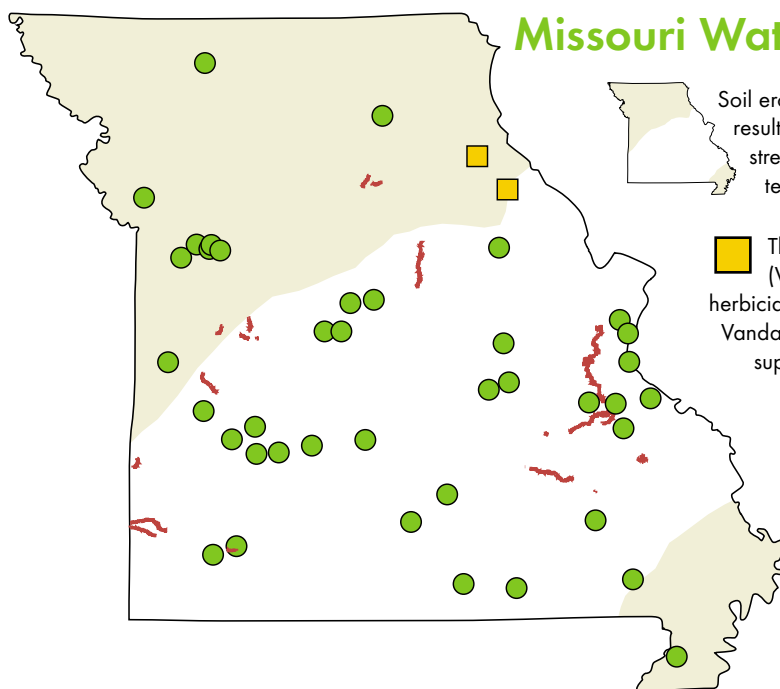 Missouri Wat
Soil ero
result
stre
te
Th
(V
herbicid
Vanda
sup